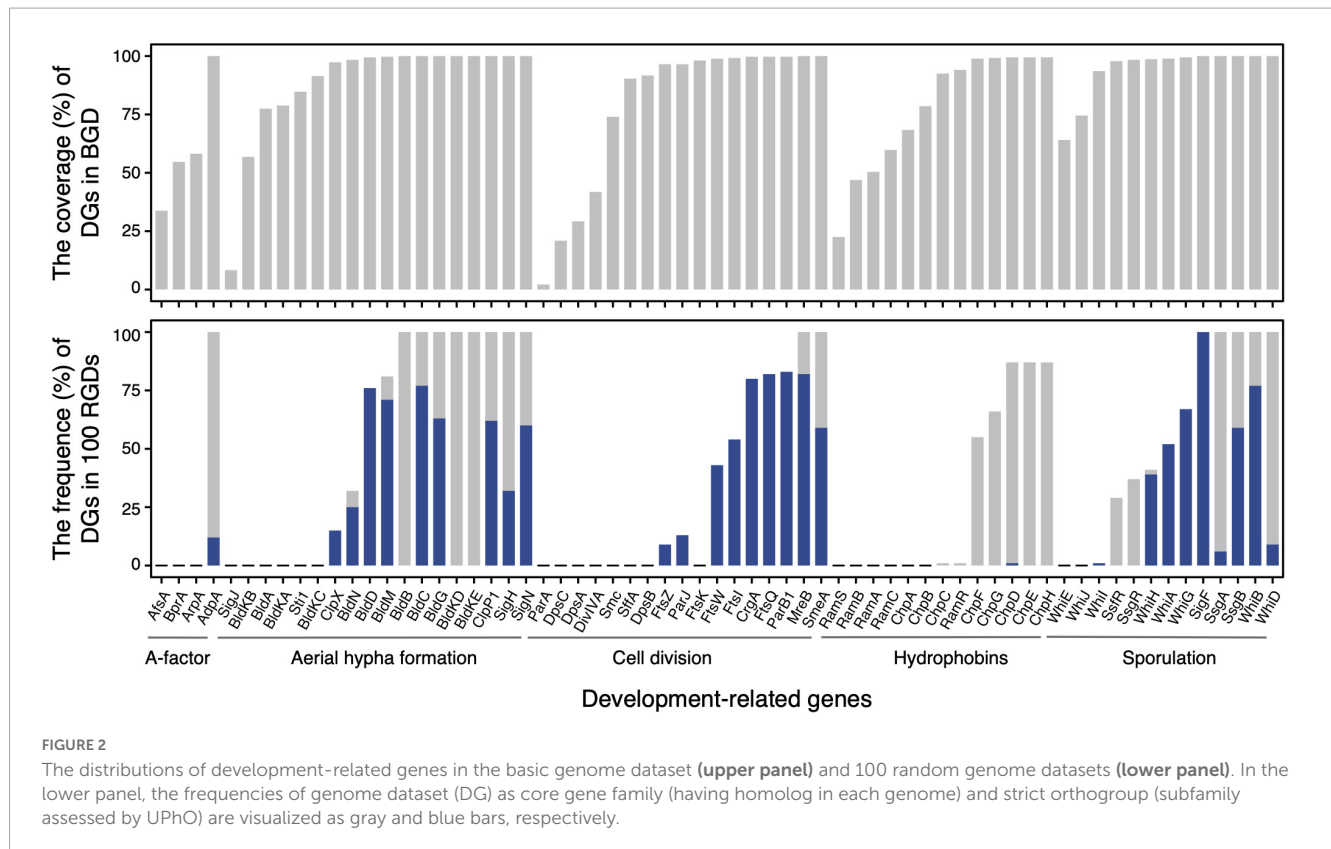 The coverage (%) of
DGs in BGD
100
75
50
25
0
The frequence (%) of
DGs in 100 RGDs
100
75
50
25
0
AfsA
BprA
ArpA
AdpA
SigJ
BldKB
BldA
BldKA
Sti1
BldKC
ClpX
BldN
BldD
BldM
BldB
BldC
BldG
BldKD
BldKE
ClpP1
SigH
SigN
ParA
DpsC
DpsA
DivIVA
Smc
SffA
DpsB
FtsZ
ParJ
FtsK
FtsW
FtsI
CrgA
FtsQ
ParB1
MreB
SmeA
RamS
RamB
RamA
RamC
ChpA
ChpB
ChpC
RamR
ChpF
ChpG
ChpD
ChpE
ChpH
WhiE
WhiJ
WhiI
SsfR
SsgR
WhiH
WhiA
WhiG
SigF
SsgA
SsgB
WhiB
WhiD
A-factor
Aerial hypha formation
Cell division
Hydrophobins
Sporulation
Development-related genes
FIGURE 2
The distributions of development-related genes in the basic genome dataset (upper panel) and 100 random genome datasets (lower panel). In the
lower panel, the frequencies of genome dataset (DG) as core gene family (having homolog in each genome) and strict orthogroup (subfamily
assessed by UPhO) are visualized as gray and blue bars, respectively.